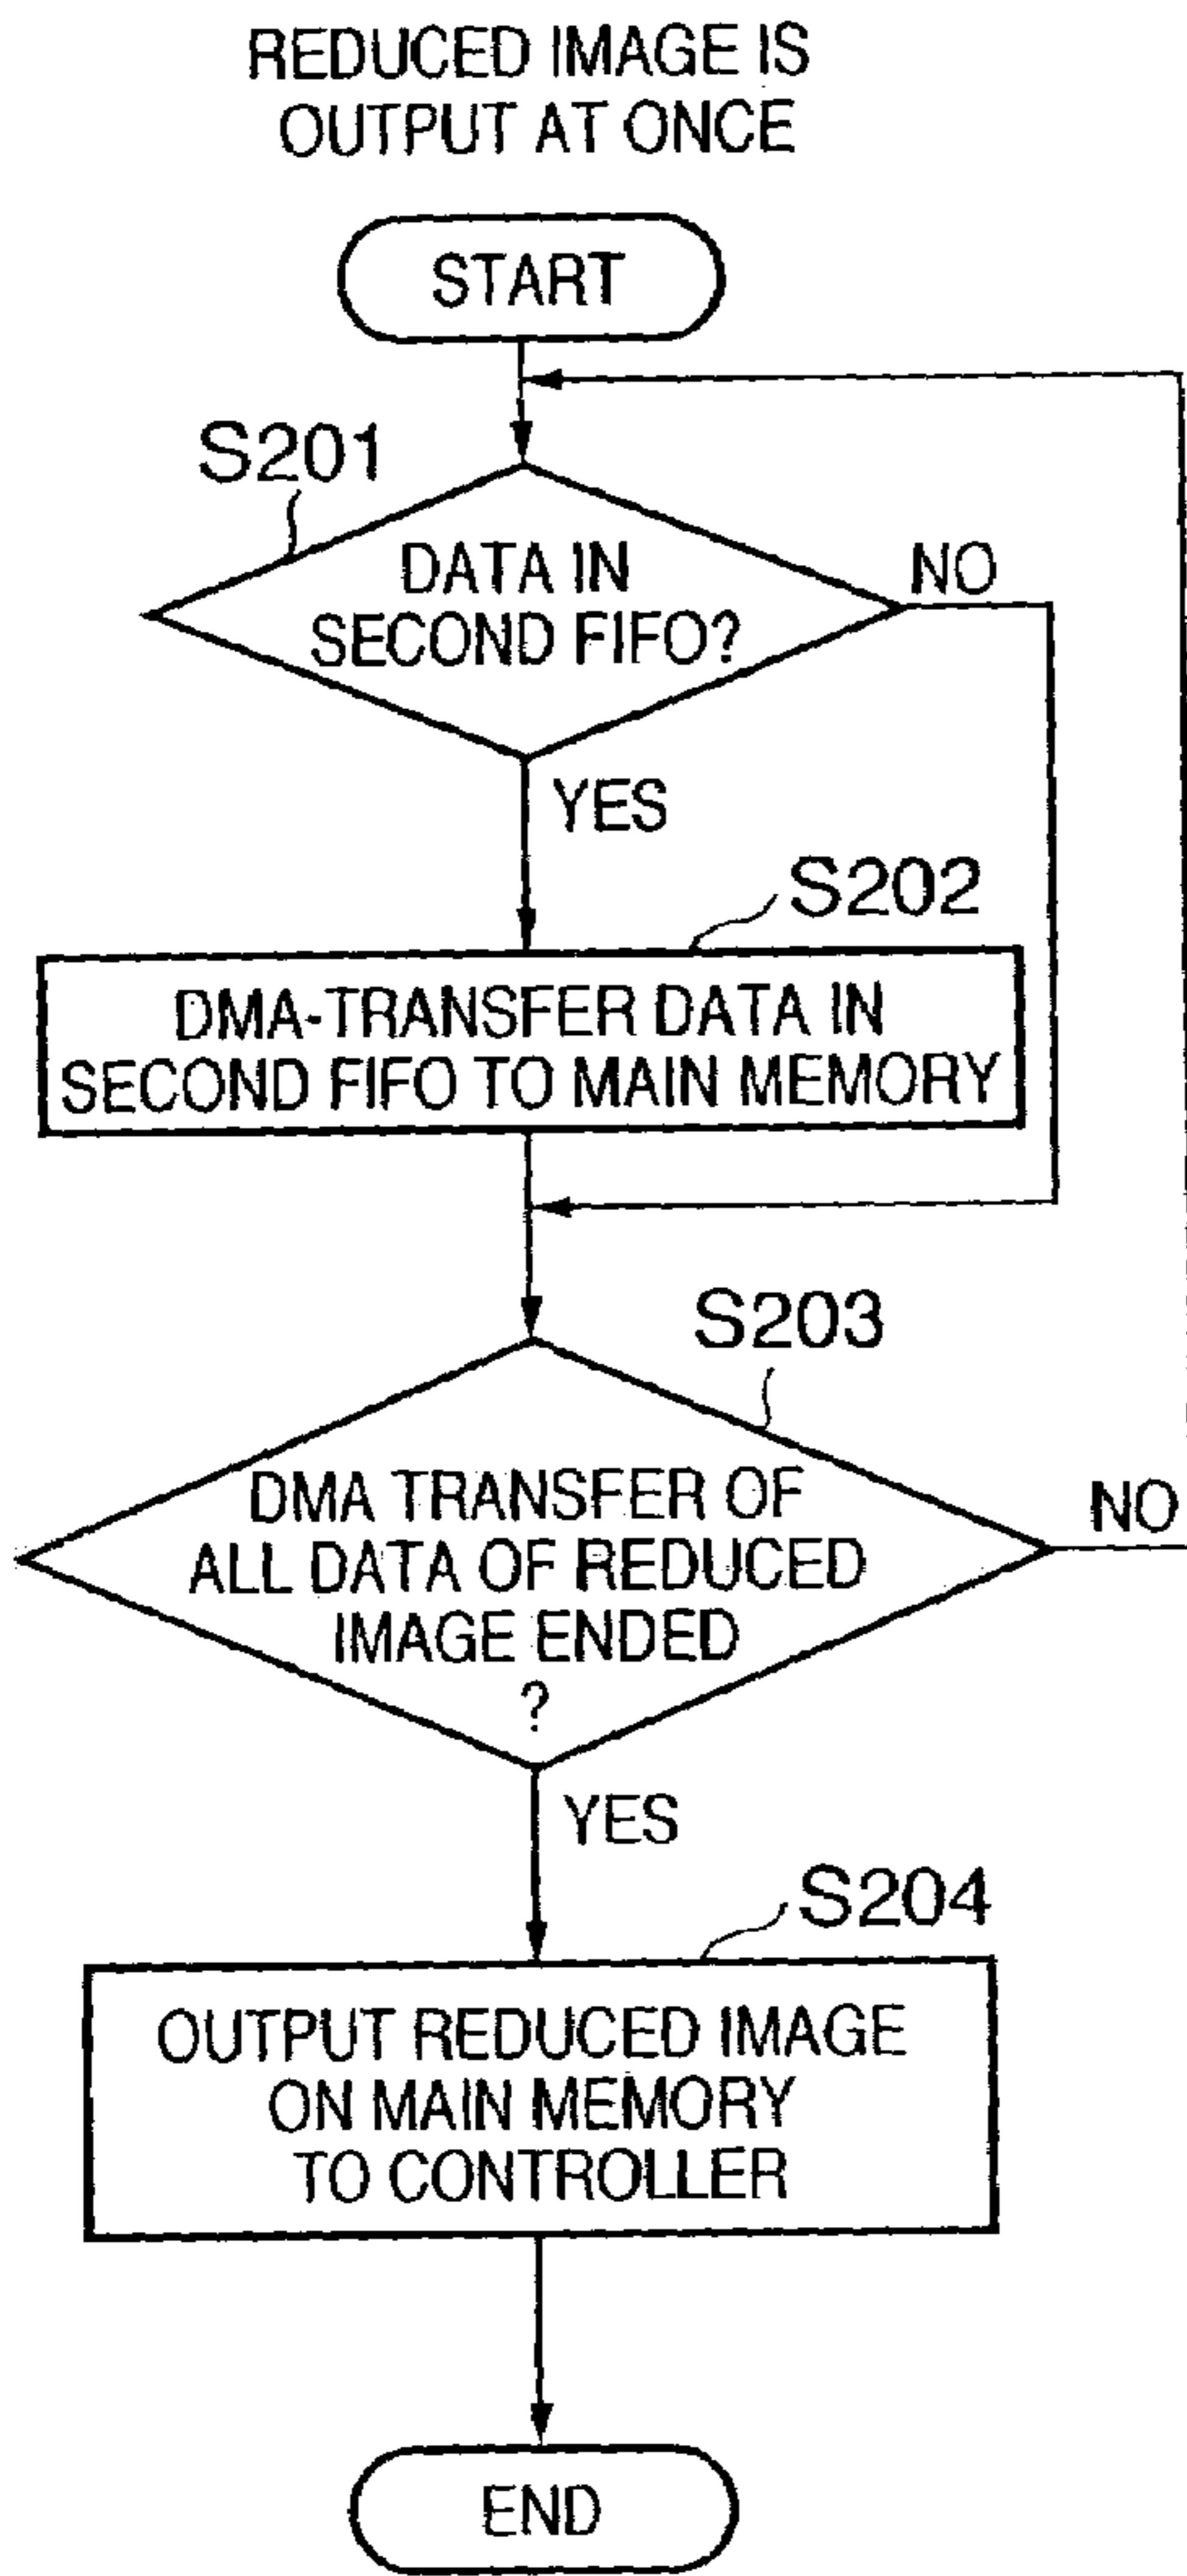 REDUCED IMAGE IS
OUTPUT AT ONCE
START
S201
DATA IN
SECOND FIFO?
NO
YES
S202
DMA-TRANSFER DATA IN
SECOND FIFO TO MAIN MEMORY
S203
DMA TRANSFER OF
ALL DATA OF REDUCED
IMAGE ENDED
?
NO
YES
S204
OUTPUT REDUCED IMAGE
ON MAIN MEMORY
TO CONTROLLER
END